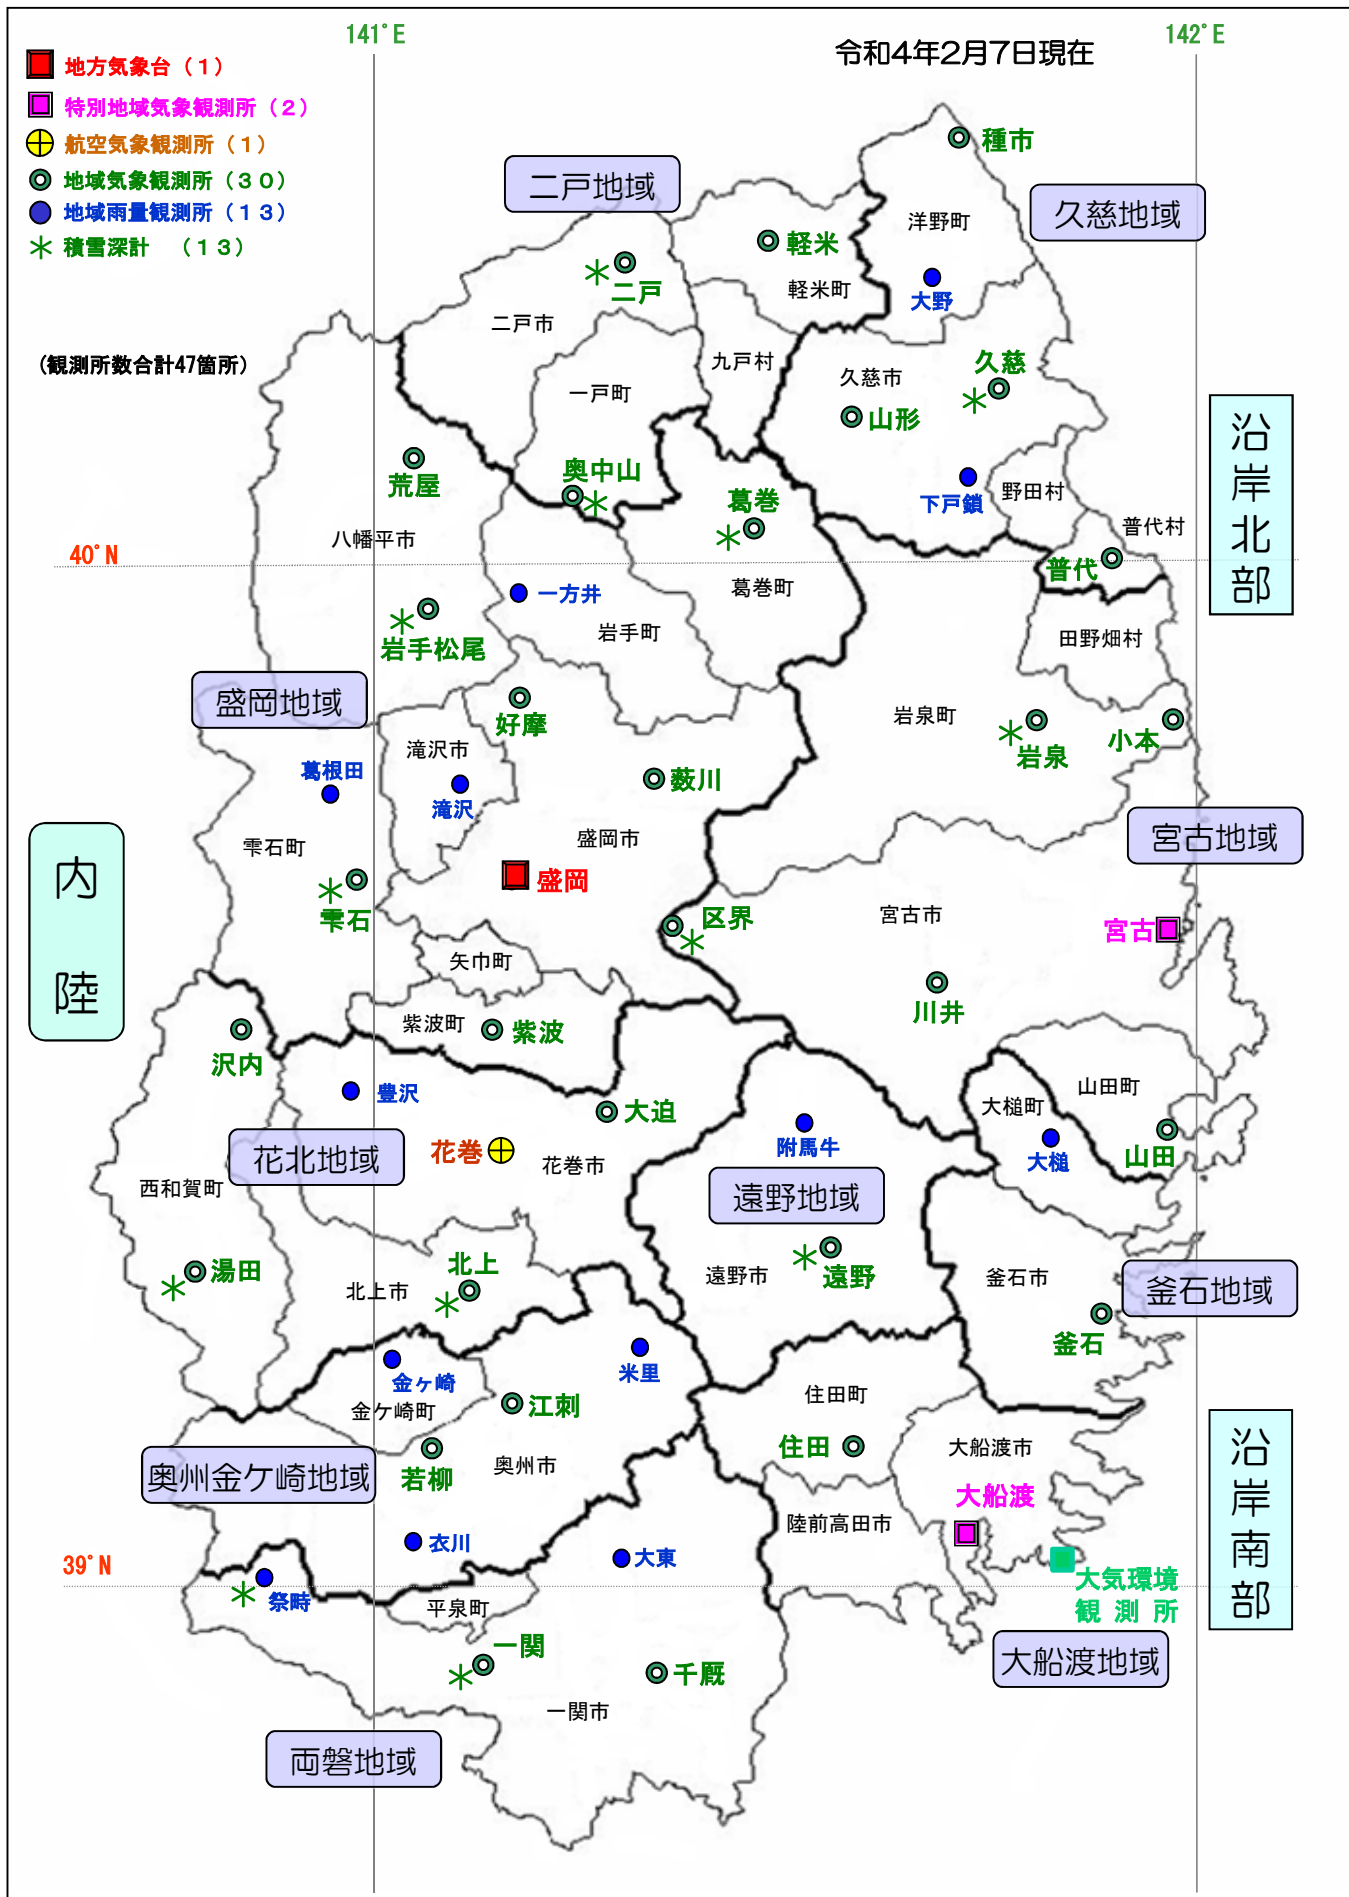 141°E
142°E
令和4年2月7日現在
地方気象台（１）
特別地域気象観測所（２）
航空気象観測所（１）
地域気象観測所（３０）
地域雨量観測所（１３）
積雪深計　（１３）
(観測所数合計47箇所)
種市
二戸地域
久慈地域
洋野町
軽米
二戸
軽米町
大野
二戸市
九戸村
久慈
久慈市
一戸町
山形
沿岸北部
奥中山
荒屋
葛巻
下戸鎖
野田村
普代村
八幡平市
40°N
普代
葛巻町
一方井
岩手町
田野畑村
岩手松尾
盛岡地域
好摩
岩泉町
小本
滝沢市
岩泉
葛根田
薮川
滝沢
盛岡市
宮古地域
雫石町
内陸
盛岡
雫石
区界
宮古市
宮古
矢巾町
川井
紫波町
紫波
沢内
豊沢
大迫
山田町
大槌町
附馬牛
花巻
花北地域
花巻市
大槌
山田
西和賀町
遠野地域
湯田
北上
遠野市
遠野
釜石市
釜石地域
北上市
釜石
米里
金ヶ崎
住田町
金ケ崎町
江刺
住田
大船渡市
沿岸南部
奥州金ケ崎地域
若柳
奥州市
大船渡
陸前高田市
衣川
大東
39°N
大気環境
観測所
祭畤
平泉町
一関
大船渡地域
千厩
一関市
両磐地域